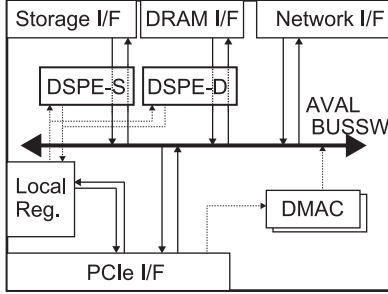 Storage I/F
DRAM I/F
Network I/F
DSPE-S
DSPE-D
AVAL
BUSSW
Local
Reg.
DMAC
PCIe I/F